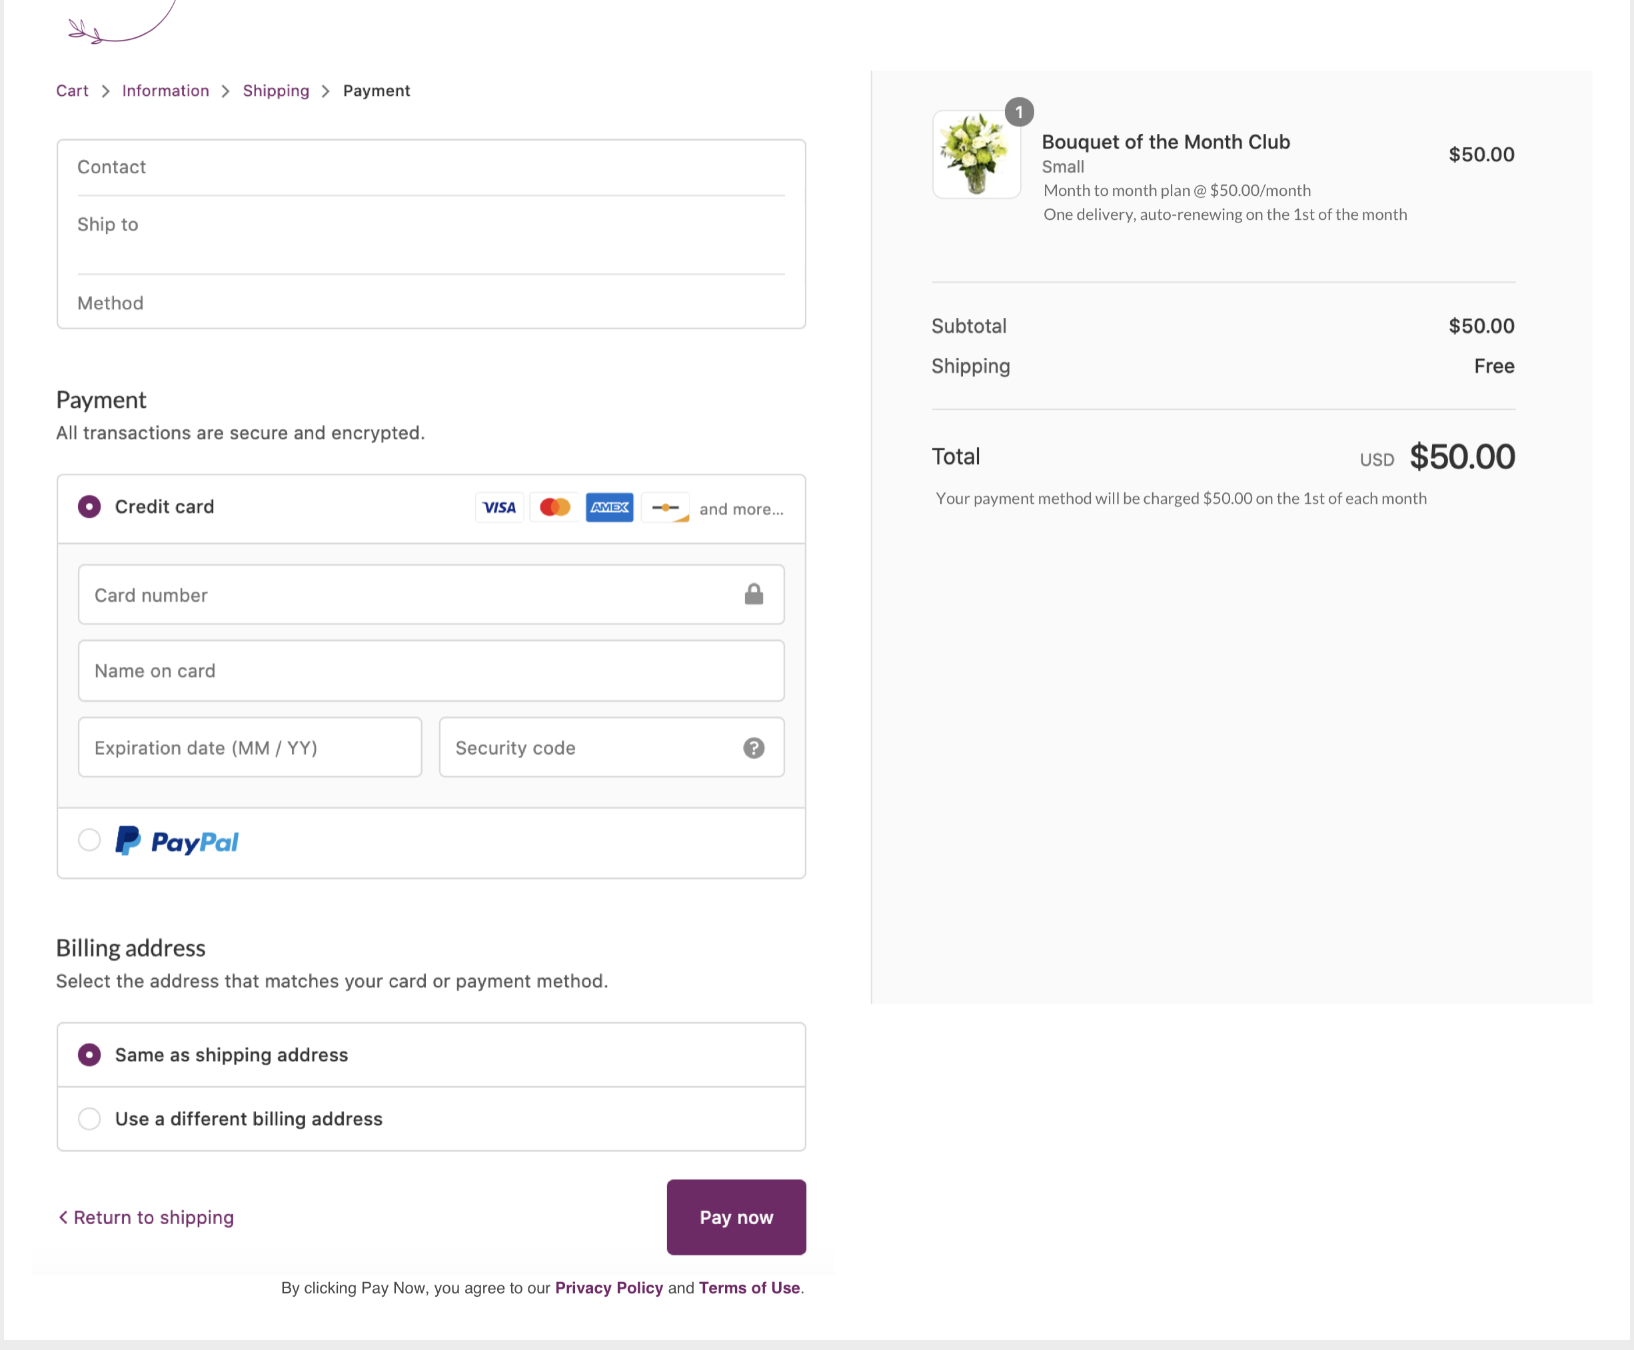 Cart > Information > Shipping > Payment
Contact
Ship to
Method
Payment
All transactions are secure and encrypted.
Credit card VISA AMEX and more...
Card number
Name on card
Expiration date (MM / YY) Security code ?
PayPal
Billing address
Select the address that matches your card or payment method.
Same as shipping address
Use a different billing address
< Return to shipping Pay now
By clicking Pay Now, you agree to our Privacy Policy and Terms of Use.
1
Bouquet of the Month Club $50.00
Small
Month to month plan @ $50.00/month
One delivery, auto-renewing on the 1st of the month
Subtotal $50.00
Shipping Free
Total USD $50.00
Your payment method will be charged $50.00 on the 1st of each month